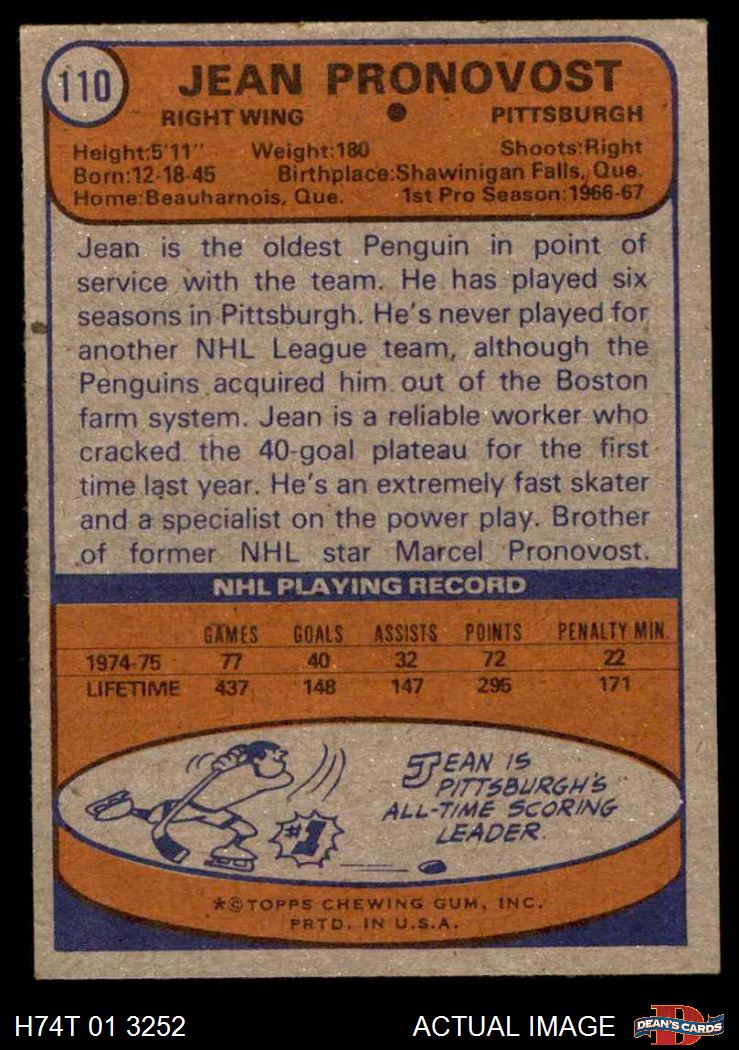 110
JEAN PRONOVOST
RIGHT WING ● PITTSBURGH
Height:5'11" Weight:180 Shoots:Right
Born:12-18-45 Birthplace:Shawinigan Falls, Que.
Home:Beauharnois, Que. 1st Pro Season:1966-67
Jean is the oldest Penguin in point of
service with the team. He has played six
seasons in Pittsburgh. He's never played for
another NHL League team, although the
Penguins acquired him out of the Boston
farm system. Jean is a reliable worker who
cracked the 40-goal plateau for the first
time last year. He's an extremely fast skater
and a specialist on the power play. Brother
of former NHL star Marcel Pronovost.
NHL PLAYING RECORD
GAMES GOALS ASSISTS POINTS PENALTY MIN.
1974-75 77 40 32 72 22
LIFETIME 437 148 147 295 171
#1
JEAN IS
PITTSBURGH'S
ALL-TIME SCORING
LEADER.
*©TOPPS CHEWING GUM, INC.
PRTD. IN U.S.A.
H74T 01 3252 ACTUAL IMAGE D DEAN'S CARDS